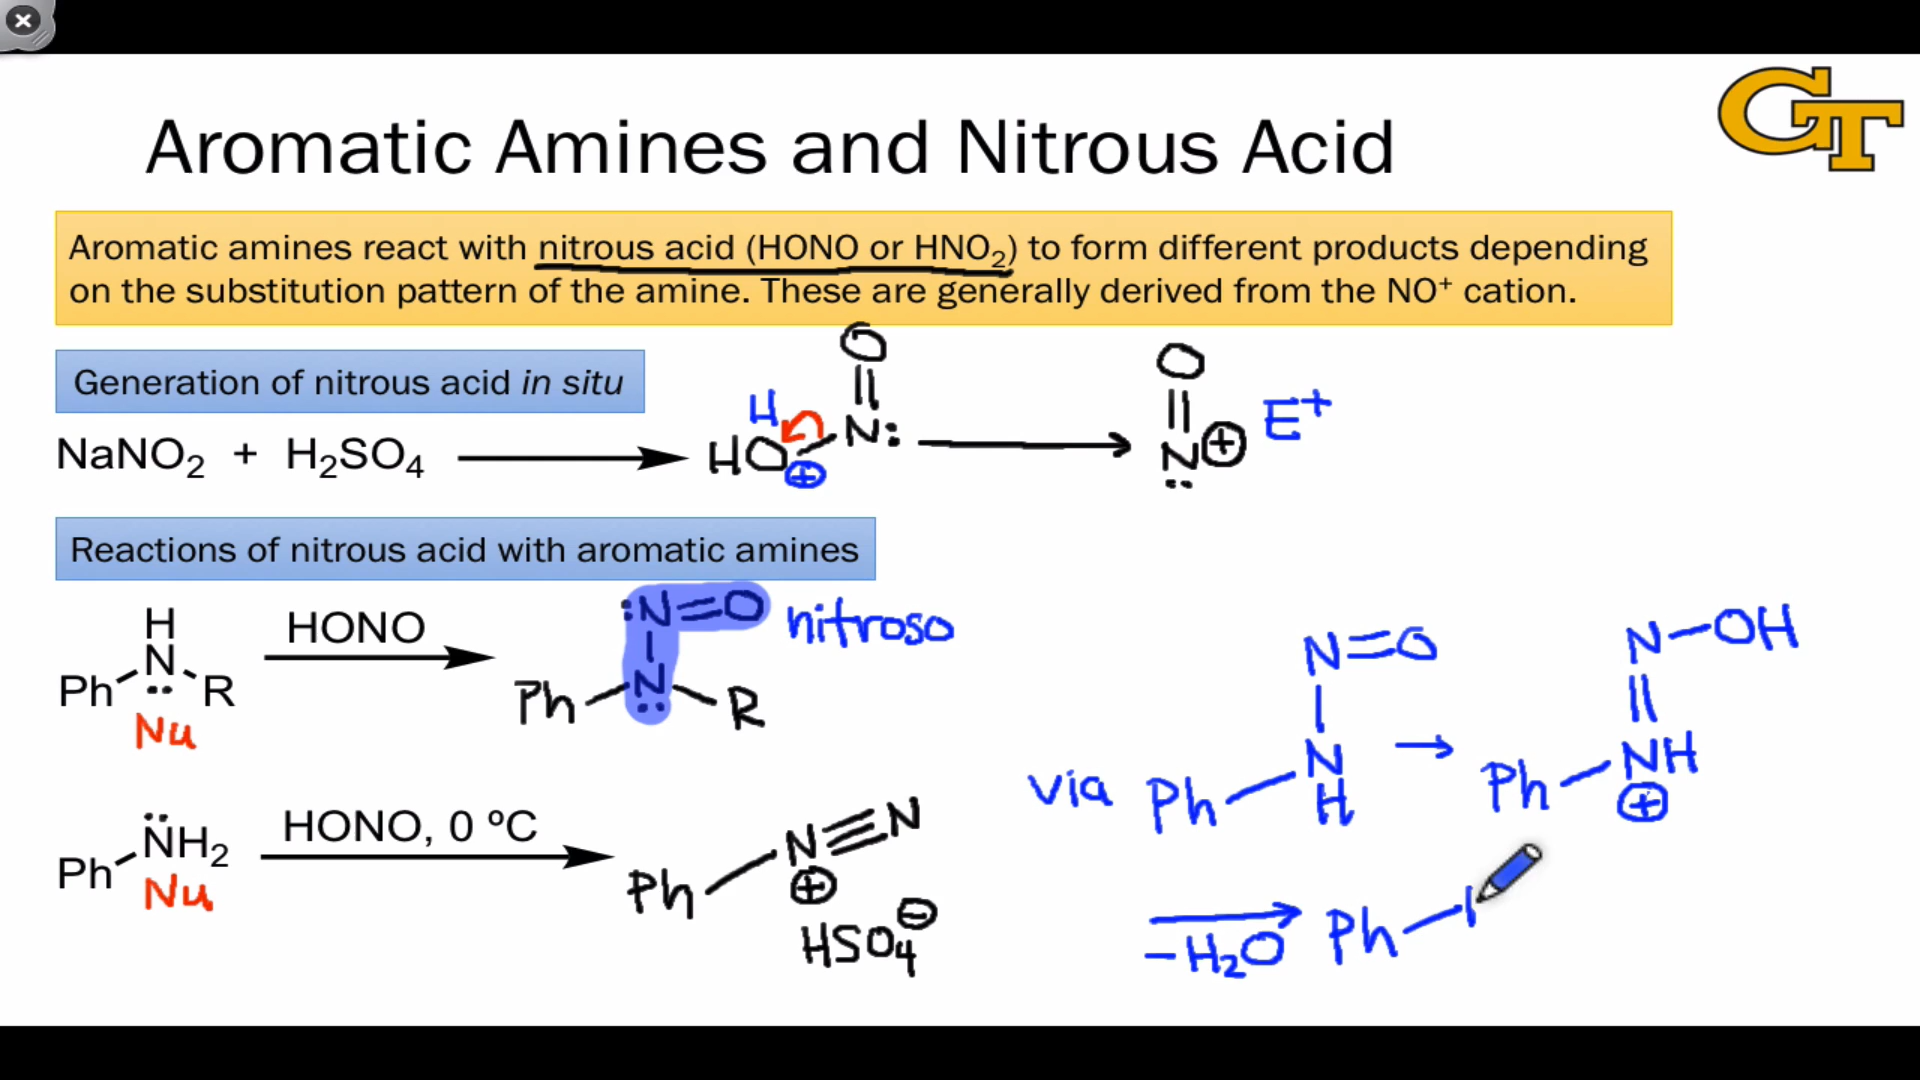 GT
Aromatic Amines and Nitrous Acid
Aromatic amines react with nitrous acid (HONO or HNO₂) to form different products depending
on the substitution pattern of the amine. These are generally derived from the NO⁺ cation.
Generation of nitrous acid in situ
NaNO₂ + H₂SO₄
O
H
HO N:
⊕
O
N ⊕ E⁺
Reactions of nitrous acid with aromatic amines
H
N
Ph R
Nu
HONO
:N=O nitroso
N
Ph R
ṄH₂
Ph
Nu
HONO, 0 ºC
Ph N≡N
⊕
HSO₄⊖
via
N=O
N
H
Ph
N-OH
NH
Ph
⊕
-H₂O
Ph